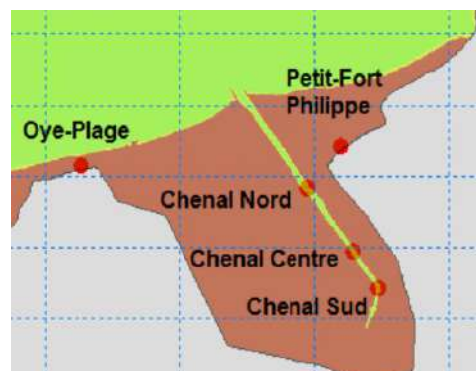 Petit-Fort
Philippe
Oye-Plage
Chenal Nord
Chenal Centre
Chenal Sud